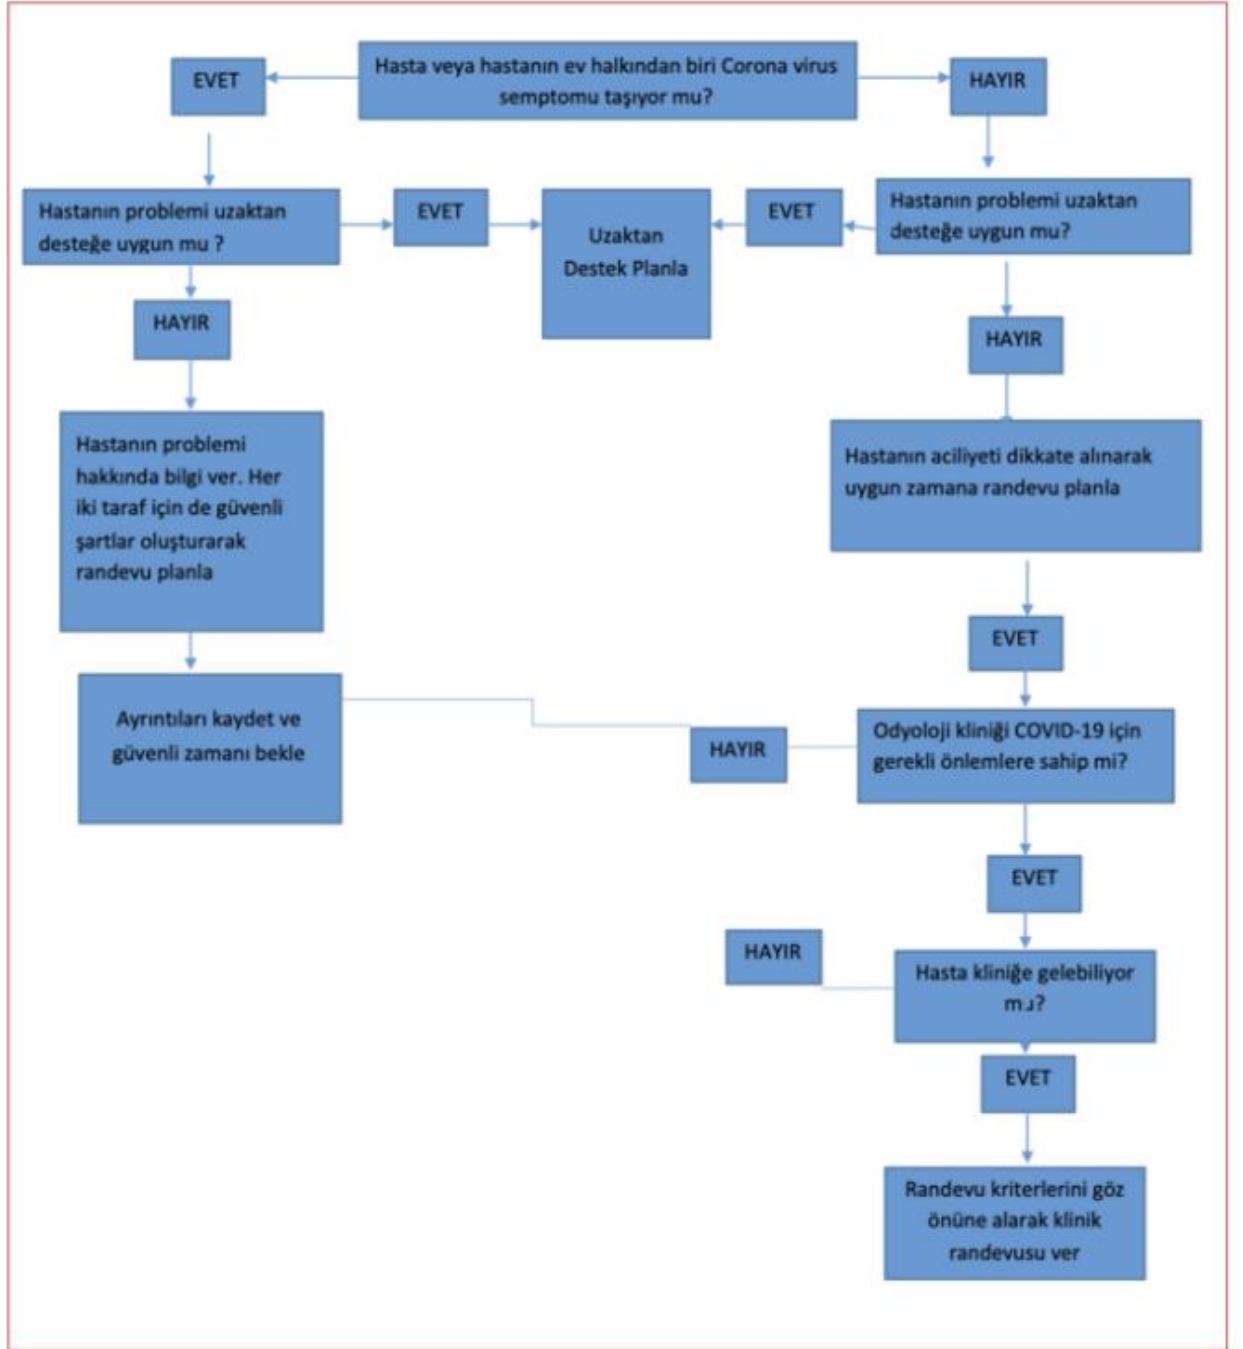 Hasta veya hastanın ev halkından biri Corona virus
semptomu taşıyor mu?
EVET
HAYIR
Hastanın problemi uzaktan
desteğe uygun mu ?
EVET
Uzaktan
Destek Planla
EVET
Hastanın problemi uzaktan
desteğe uygun mu?
HAYIR
HAYIR
Hastanın problemi
hakkında bilgi ver. Her
iki taraf için de güvenli
şartlar oluşturarak
randevu planla
Hastanın aciliyeti dikkate alınarak
uygun zamana randevu planla
EVET
Ayrıntıları kaydet ve
güvenli zamanı bekle
HAYIR
Odyoloji kliniği COVID-19 için
gerekli önlemlere sahip mi?
EVET
HAYIR
Hasta kliniğe gelebiliyor
mu?
EVET
Randevu kriterlerini göz
önüne alarak klinik
randevusu ver